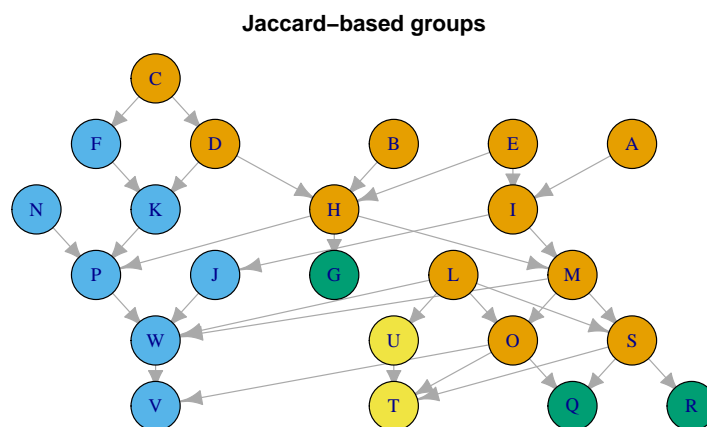 Jaccard−based groups
C
F D B E A
N K H I
P J G L M
W U O S
V T Q R